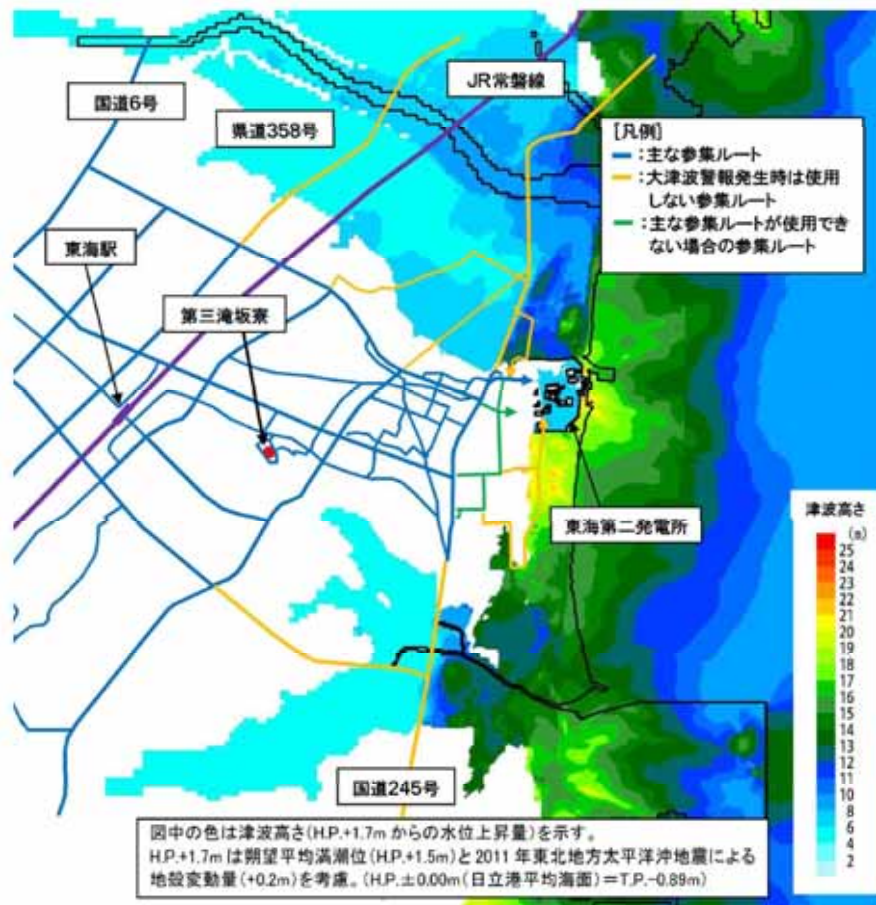 国道6号
県道358号
JR常磐線
[凡例]
:主な参集ルート
:大津波警報発生時は使用
しない参集ルート
:主な参集ルートが使用でき
ない場合の参集ルート
東海駅
第三滝坂寮
東海第二発電所
津波高さ
(m)
25
24
23
22
21
20
19
18
17
16
15
14
13
12
11
10
9
8
6
4
2
国道245号
図中の色は津波高さ(H.P.+1.7mからの水位上昇量)を示す。
H.P.+1.7mは朔望平均満潮位(H.P.+1.5m)と2011年東北地方太平洋沖地震による
地殻変動量(+0.2m)を考慮。(H.P.±0.00m(日立港平均海面)=T.P.-0.89m)